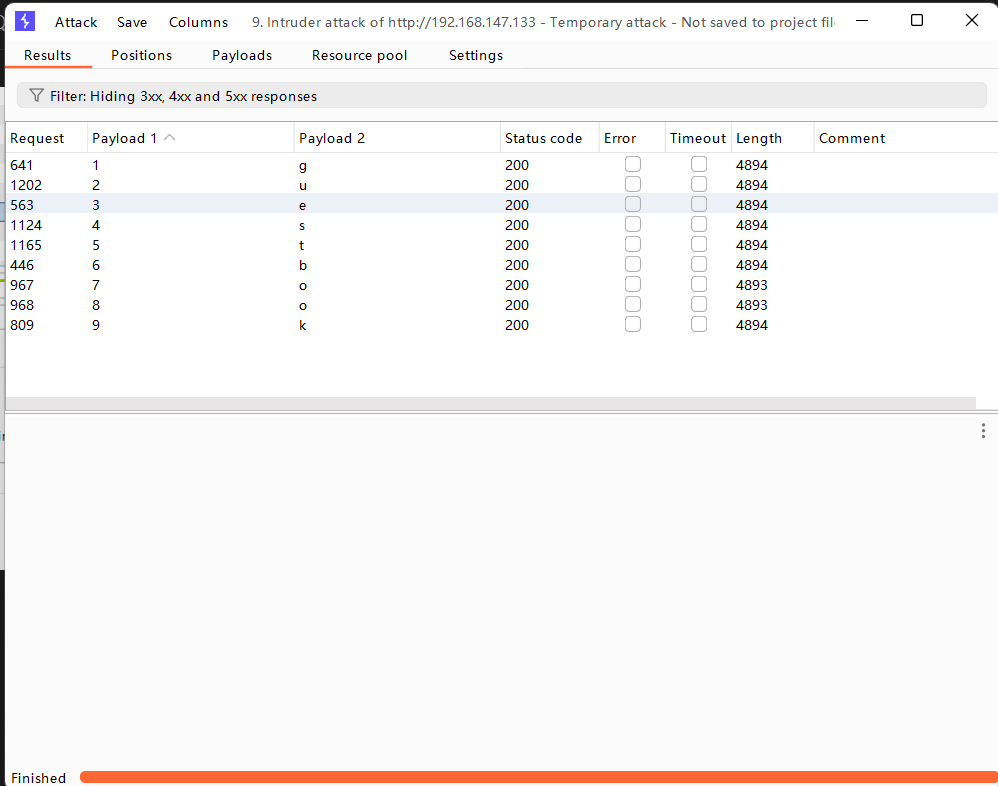 Attack Save Columns 9. Intruder attack of http://192.168.147.133 - Temporary attack - Not saved to project fil
Results Positions Payloads Resource pool Settings
Filter: Hiding 3xx, 4xx and 5xx responses
Request Payload 1 Payload 2 Status code Error Timeout Length Comment
641 1 g 200 4894
1202 2 u 200 4894
563 3 e 200 4894
1124 4 s 200 4894
1165 5 t 200 4894
446 6 b 200 4894
967 7 o 200 4893
968 8 o 200 4893
809 9 k 200 4894
Finished